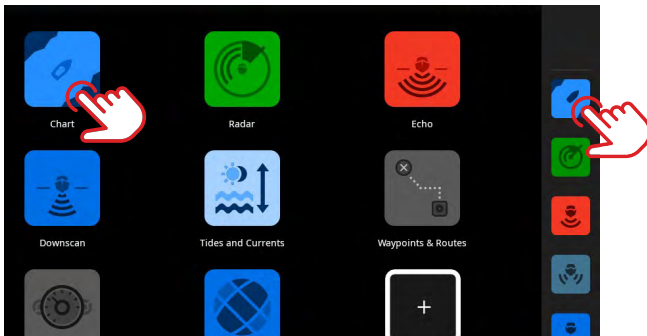 Chart
Radar
Echo
Downscan
Tides and Currents
Waypoints & Routes